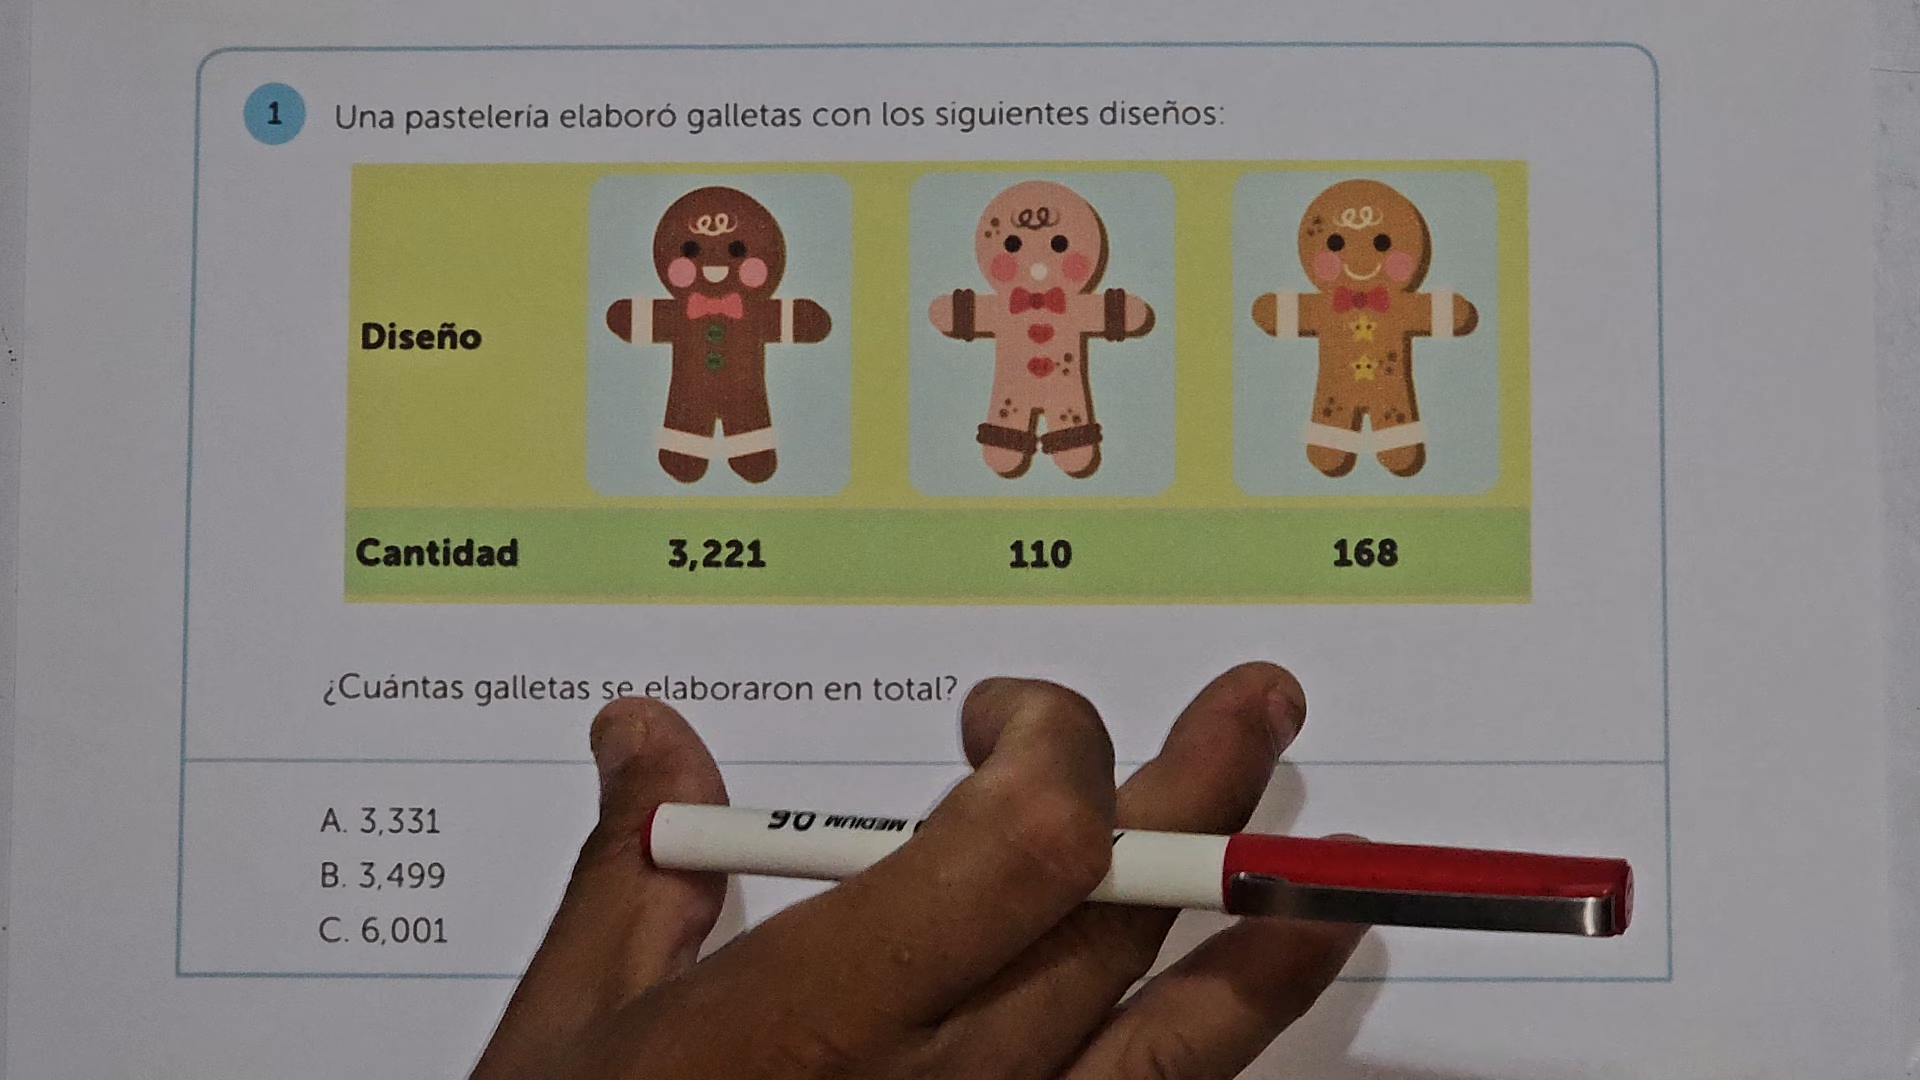 1 Una pastelería elaboró galletas con los siguientes diseños:
Diseño
Cantidad 3,221 110 168
¿Cuántas galletas se elaboraron en total?
A. 3,331
B. 3,499
C. 6,001
MEDIUM 0.6